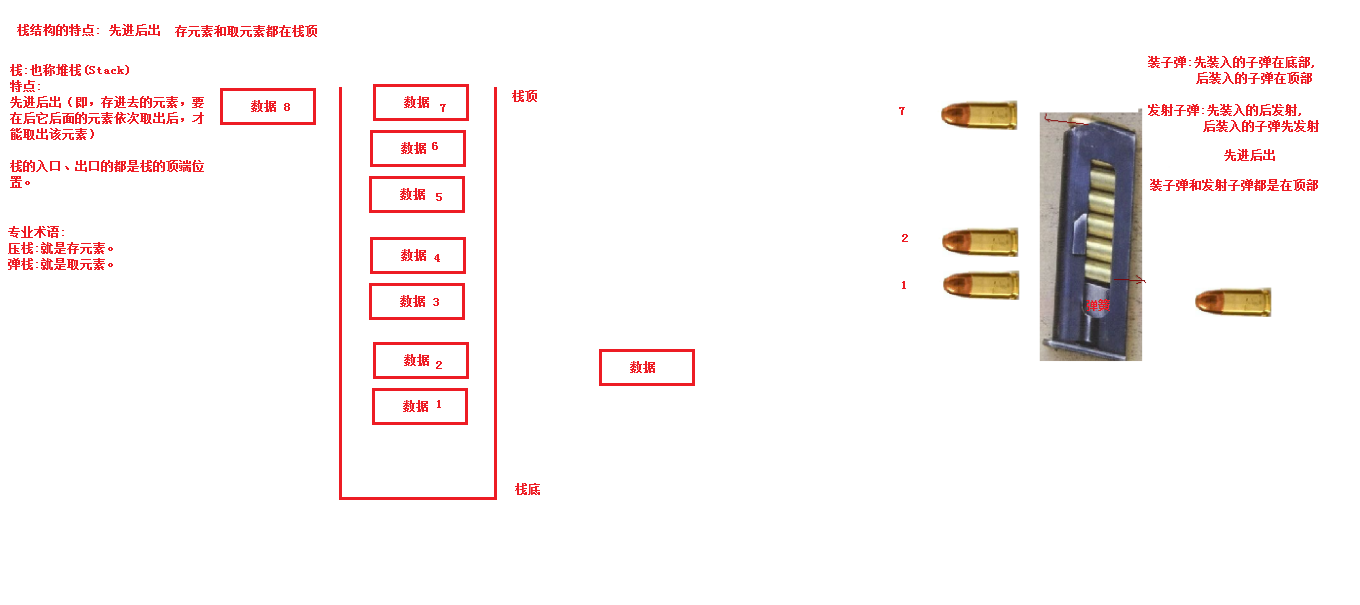 栈结构的特点: 先进后出  存元素和取元素都在栈顶
栈:也称堆栈(Stack)
特点:
先进后出（即，存进去的元素，要
在后它后面的元素依次取出后，才
能取出该元素）
栈的入口、出口的都是栈的顶端位
置。
专业术语:
压栈:就是存元素。
弹栈:就是取元素。
数据 8
栈顶
数据 7
数据 6
数据 5
数据 4
数据 3
数据 2
数据 1
栈底
数据
7
2
1
弹簧
装子弹:先装入的子弹在底部,
后装入的子弹在顶部
发射子弹:先装入的后发射,
后装入的子弹先发射
先进后出
装子弹和发射子弹都是在顶部